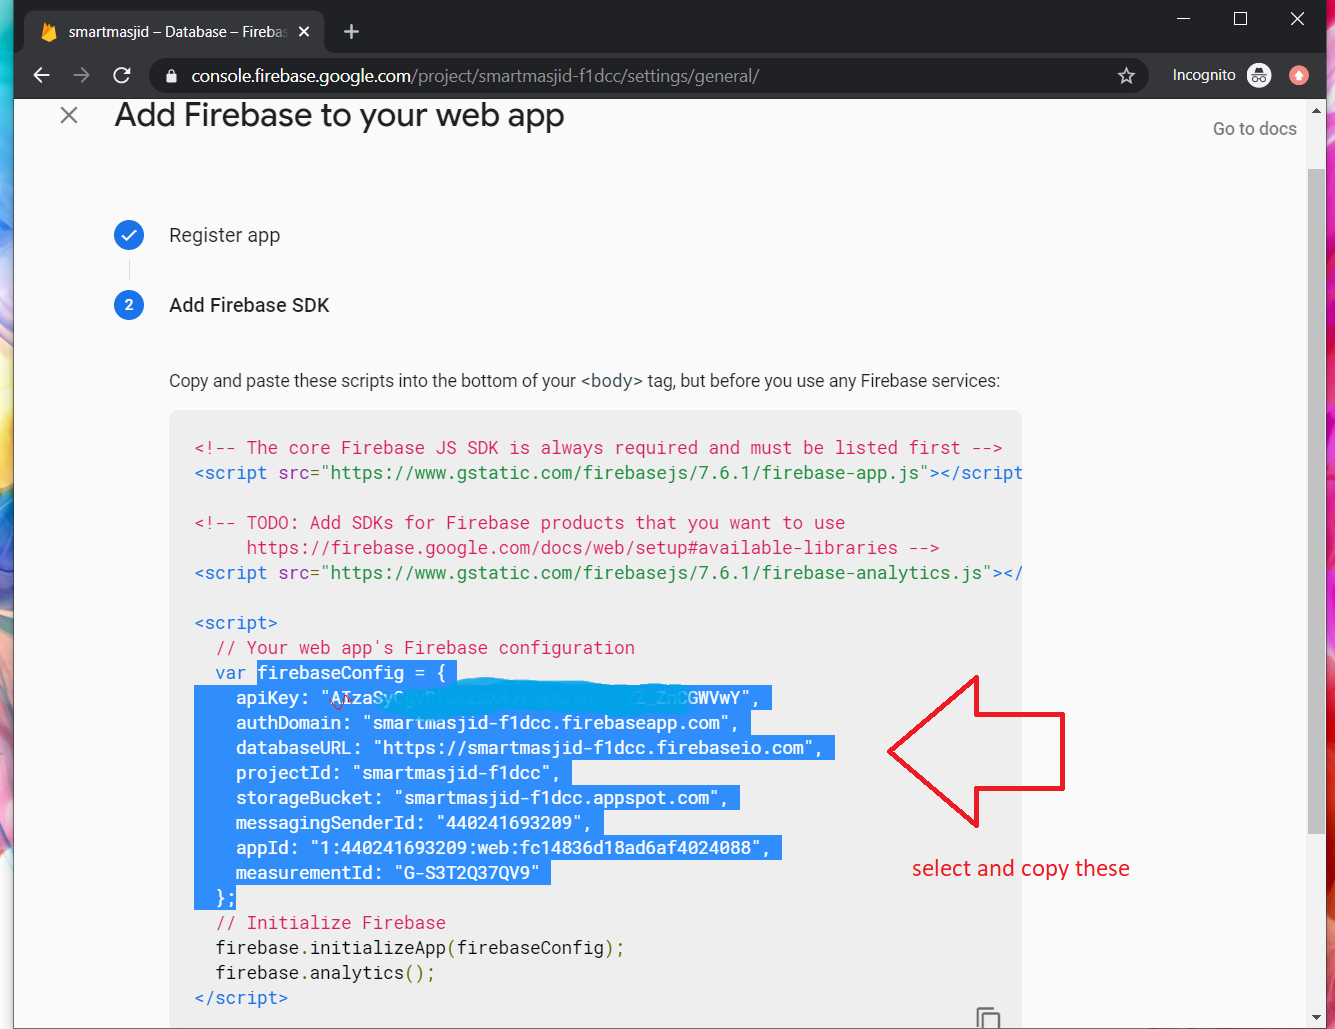 smartmasjid – Database – Firebas
console.firebase.google.com/project/smartmasjid-f1dcc/settings/general/
Incognito
Add Firebase to your web app
Go to docs
Register app
2
Add Firebase SDK
Copy and paste these scripts into the bottom of your <body> tag, but before you use any Firebase services:
<!-- The core Firebase JS SDK is always required and must be listed first -->
<script src="https://www.gstatic.com/firebasejs/7.6.1/firebase-app.js"></script
<!-- TODO: Add SDKs for Firebase products that you want to use
https://firebase.google.com/docs/web/setup#available-libraries -->
<script src="https://www.gstatic.com/firebasejs/7.6.1/firebase-analytics.js"></
<script>
// Your web app's Firebase configuration
var firebaseConfig = {
apiKey:
authDomain: "smartmasjid-f1dcc.firebaseapp.com",
databaseURL: "https://smartmasjid-f1dcc.firebaseio.com",
projectId: "smartmasjid-f1dcc",
storageBucket: "smartmasjid-f1dcc.appspot.com",
messagingSenderId: "440241693209",
appId: "1:440241693209:web:fc14836d18ad6af4024088",
measurementId: "G-S3T2Q37QV9"
};
// Initialize Firebase
firebase.initializeApp(firebaseConfig);
firebase.analytics();
</script>
select and copy these